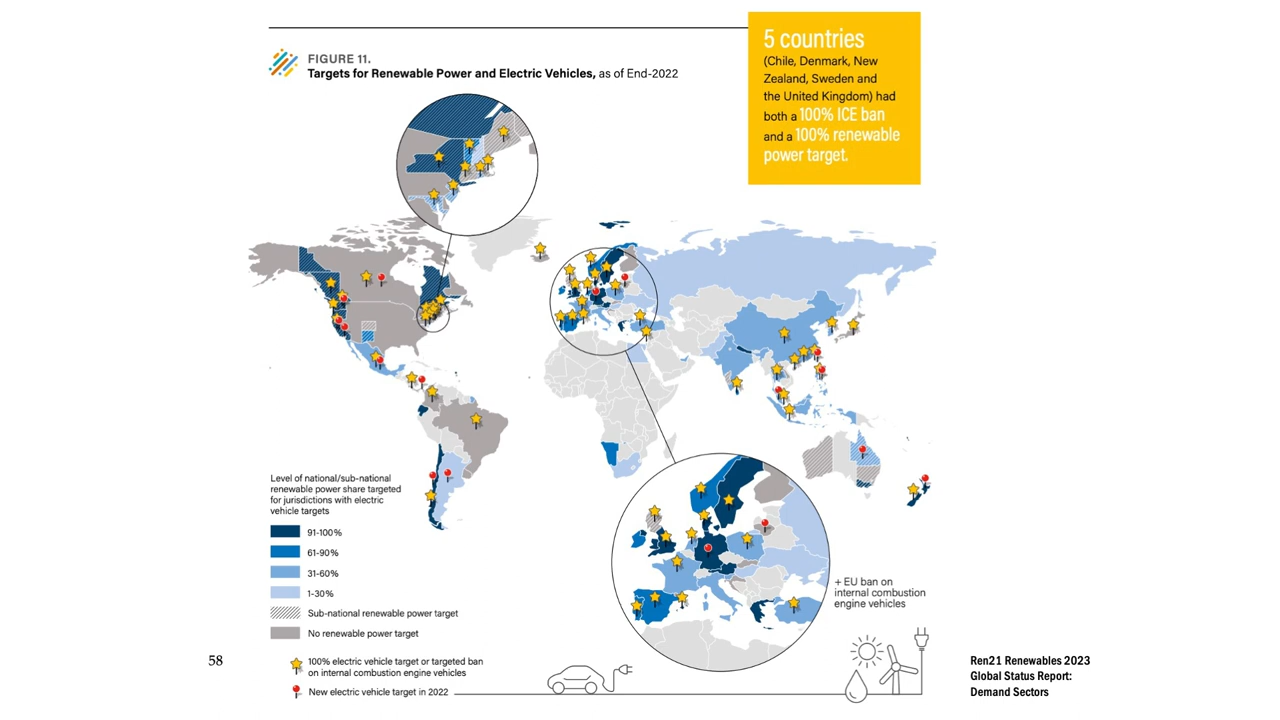 FIGURE 11.
Targets for Renewable Power and Electric Vehicles, as of End-2022
5 countries
(Chile, Denmark, New
Zealand, Sweden and
the United Kingdom) had
both a 100% ICE ban
and a 100% renewable
power target.
Level of national/sub-national
renewable power share targeted
for jurisdictions with electric
vehicle targets
91-100%
61-90%
31-60%
1-30%
Sub-national renewable power target
No renewable power target
100% electric vehicle target or targeted ban
on internal combustion engine vehicles
New electric vehicle target in 2022
+ EU ban on
internal combustion
engine vehicles
58
Ren21 Renewables 2023
Global Status Report:
Demand Sectors